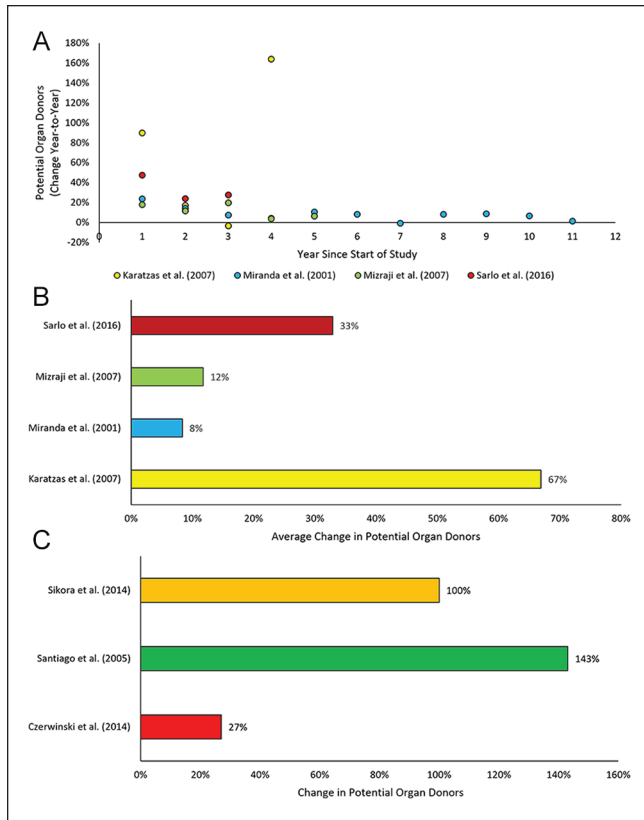 A
180%
160%
140%
120%
100%
80%
60%
40%
20%
0%
-20%
Potential Organ Donors
(Change Year-to-Year)
0 1 2 3 4 5 6 7 8 9 10 11 12
Year Since Start of Study
Karatzas et al. (2007) Miranda et al. (2001) Mizraji et al. (2007) Sarlo et al. (2016)
B
Sarlo et al. (2016) 33%
Mizraji et al. (2007) 12%
Miranda et al. (2001) 8%
Karatzas et al. (2007) 67%
0% 10% 20% 30% 40% 50% 60% 70% 80%
Average Change in Potential Organ Donors
C
Sikora et al. (2014) 100%
Santiago et al. (2005) 143%
Czerwinski et al. (2014) 27%
0% 20% 40% 60% 80% 100% 120% 140% 160%
Change in Potential Organ Donors